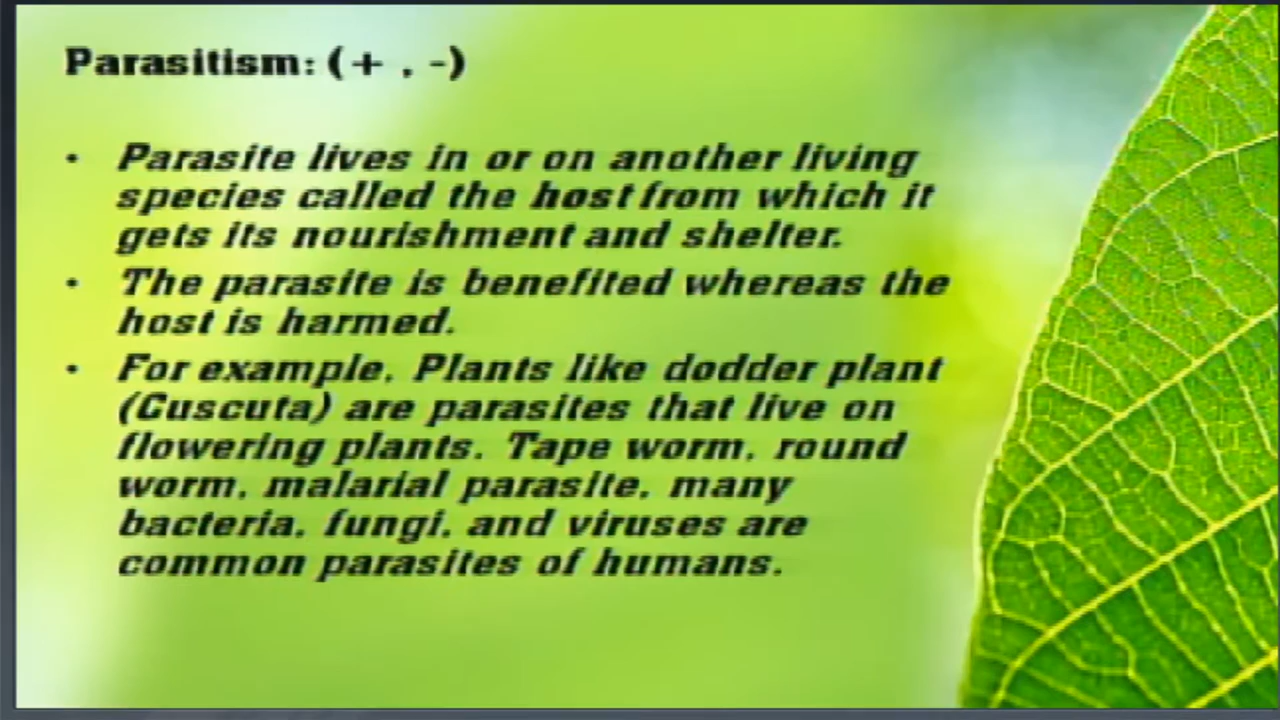 Parasitism: (+ , -)
• Parasite lives in or on another living
species called the host from which it
gets its nourishment and shelter.
• The parasite is benefited whereas the
host is harmed.
• For example, Plants like dodder plant
(Cuscuta) are parasites that live on
flowering plants. Tape worm, round
worm, malarial parasite, many
bacteria, fungi, and viruses are
common parasites of humans.